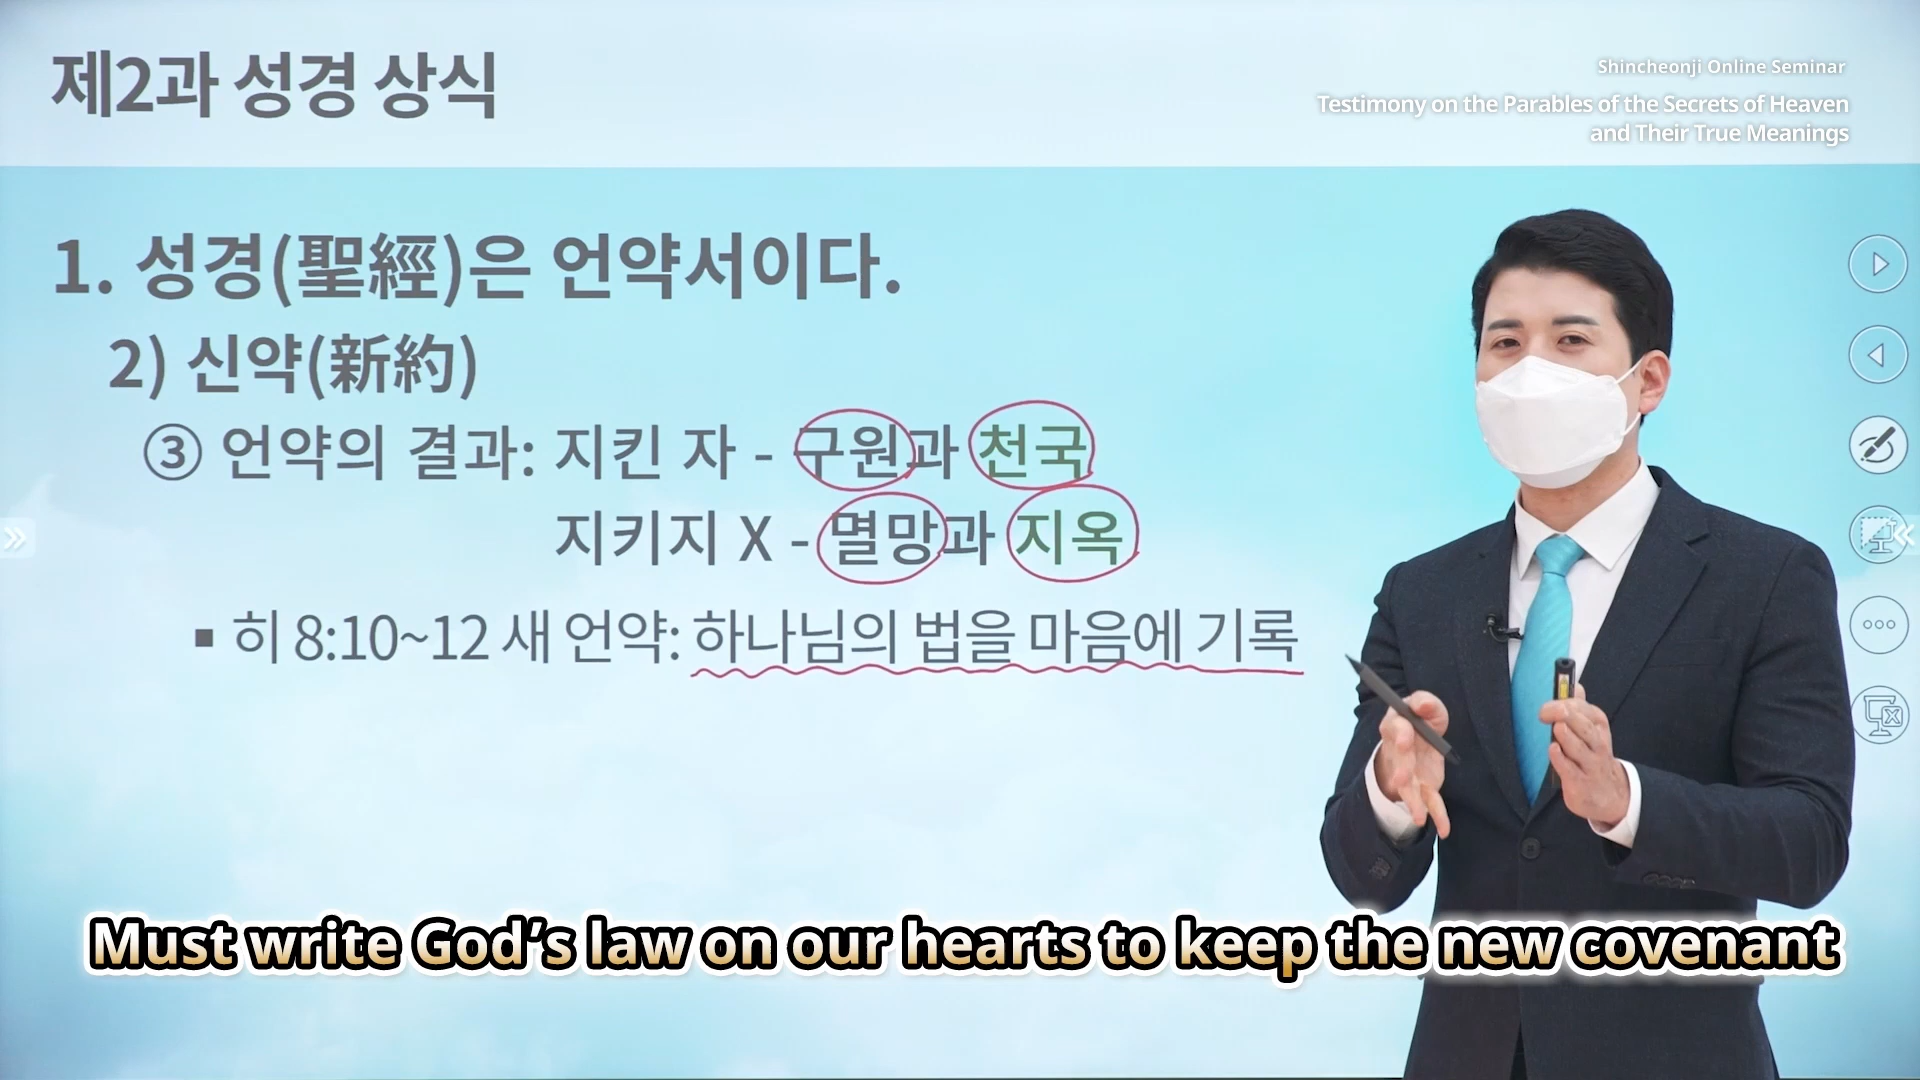 제2과 성경 상식
Shincheonji Online Seminar
Testimony on the Parables of the Secrets of Heaven
and Their True Meanings
1. 성경(聖經)은 언약서이다.
2) 신약(新約)
③ 언약의 결과: 지킨 자 - 구원과 천국
지키지 X - 멸망과 지옥
▪ 히 8:10~12 새 언약: 하나님의 법을 마음에 기록
Must write God’s law on our hearts to keep the new covenant